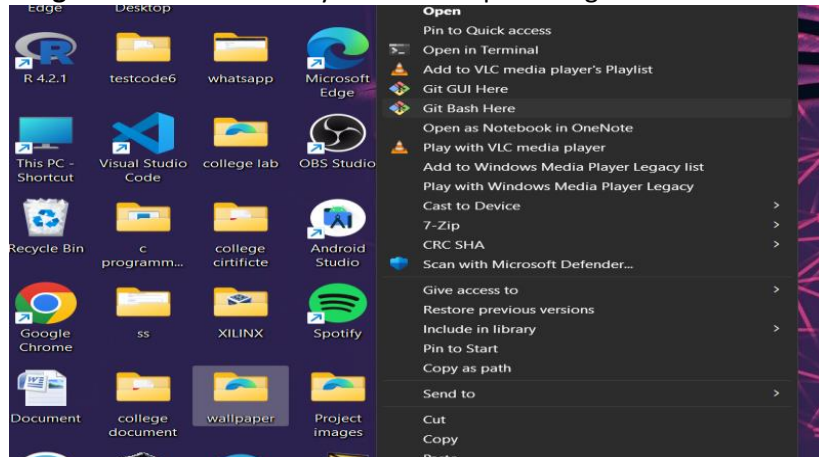 Edge
Desktop
R 4.2.1
testcode6
whatsapp
Microsoft
Edge
This PC -
Shortcut
Visual Studio
Code
college lab
OBS Studio
Recycle Bin
c
programm...
college
cirtificte
Android
Studio
Google
Chrome
ss
XILINX
Spotify
Document
college
document
wallpaper
Project
images
Open
Pin to Quick access
Open in Terminal
Add to VLC media player's Playlist
Git GUI Here
Git Bash Here
Open as Notebook in OneNote
Play with VLC media player
Add to Windows Media Player Legacy list
Play with Windows Media Player Legacy
Cast to Device
7-Zip
CRC SHA
Scan with Microsoft Defender...
Give access to
Restore previous versions
Include in library
Pin to Start
Copy as path
Send to
Cut
Copy